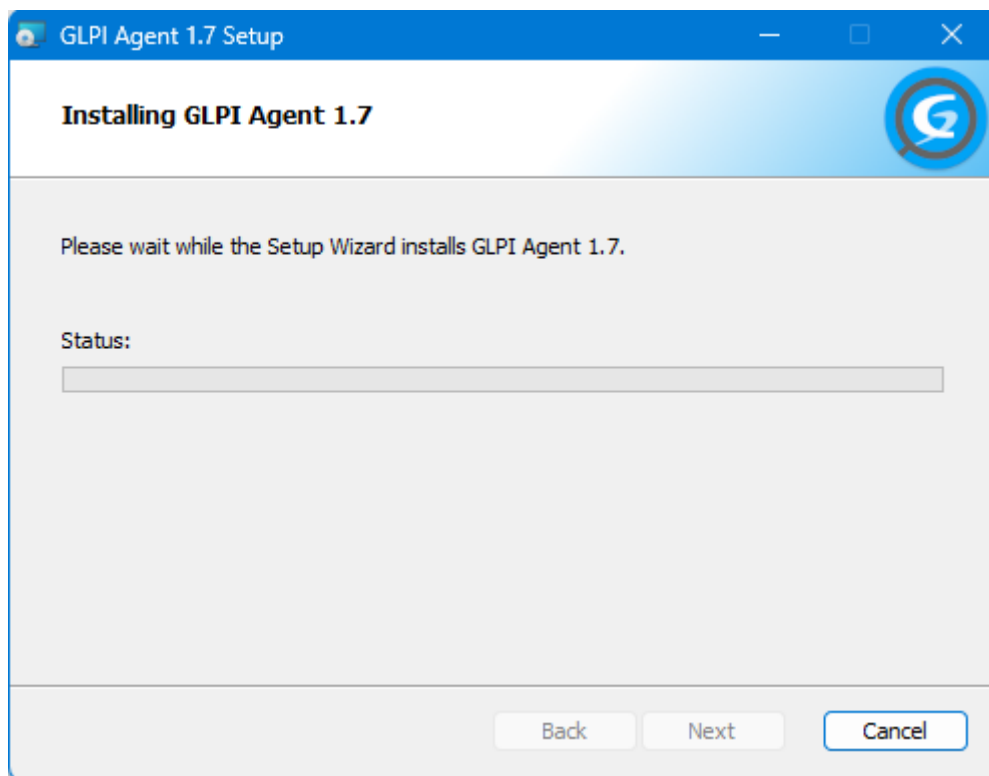 GLPI Agent 1.7 Setup
Installing GLPI Agent 1.7
Please wait while the Setup Wizard installs GLPI Agent 1.7.
Status:
Back Next Cancel